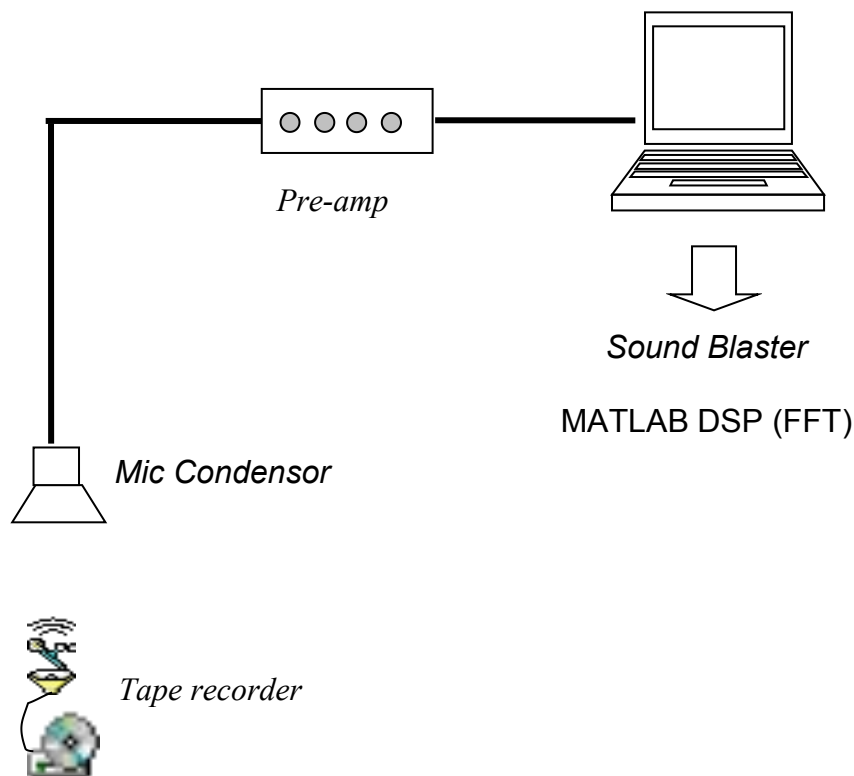 Pre-amp
Sound Blaster
MATLAB DSP (FFT)
Mic Condensor
Tape recorder